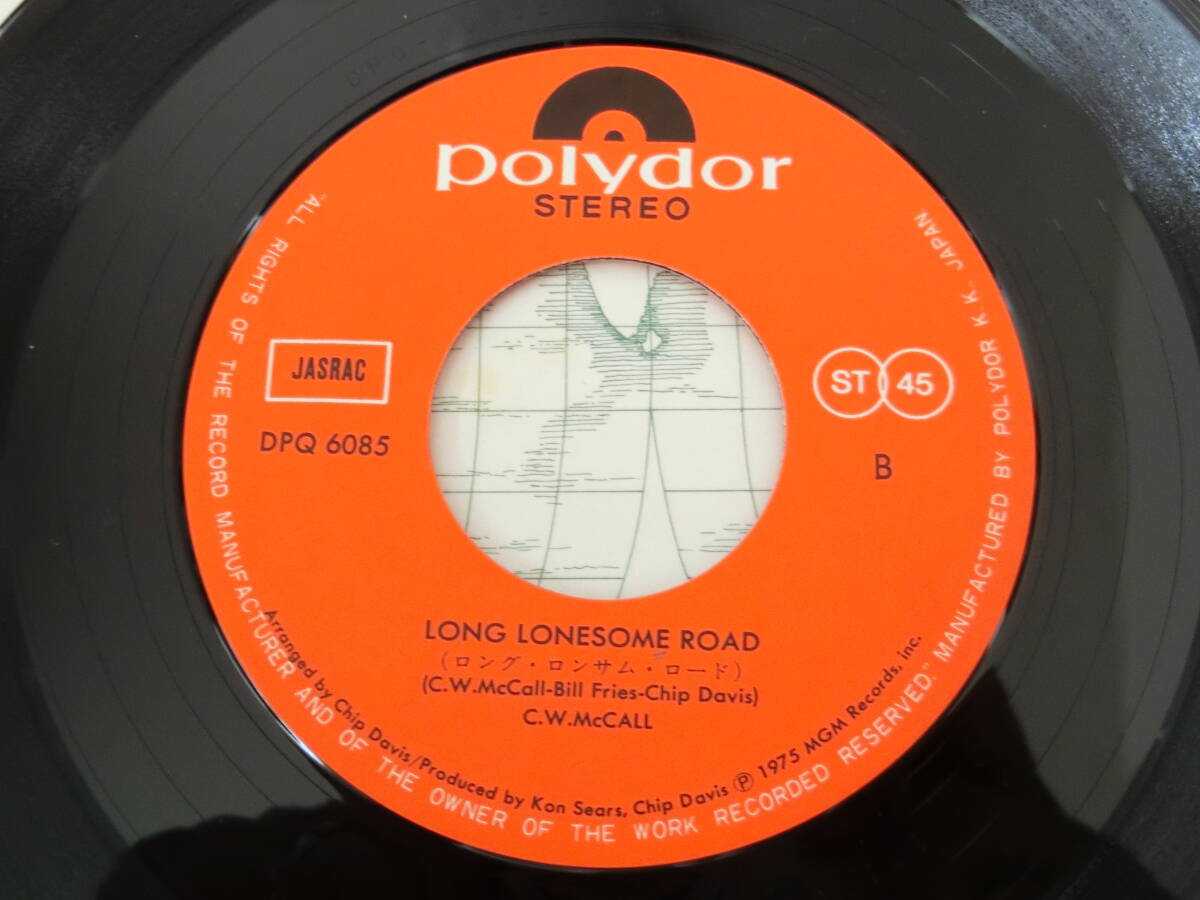 polydor
STEREO
JASRAC
DPQ 6085
ST 45
B
LONG LONESOME ROAD
(ロング・ロンサム・ロード)
(C.W.McCall-Bill Fries-Chip Davis)
C.W.McCALL
Arranged by Chip Davis/Produced by Kon Sears, Chip Davis ℗ 1975 MGM Records, inc.
"ALL RIGHTS OF THE RECORD MANUFACTURER AND OF THE OWNER OF THE WORK RECORDED RESERVED." MANUFACTURED BY POLYDOR K K. JAPAN.